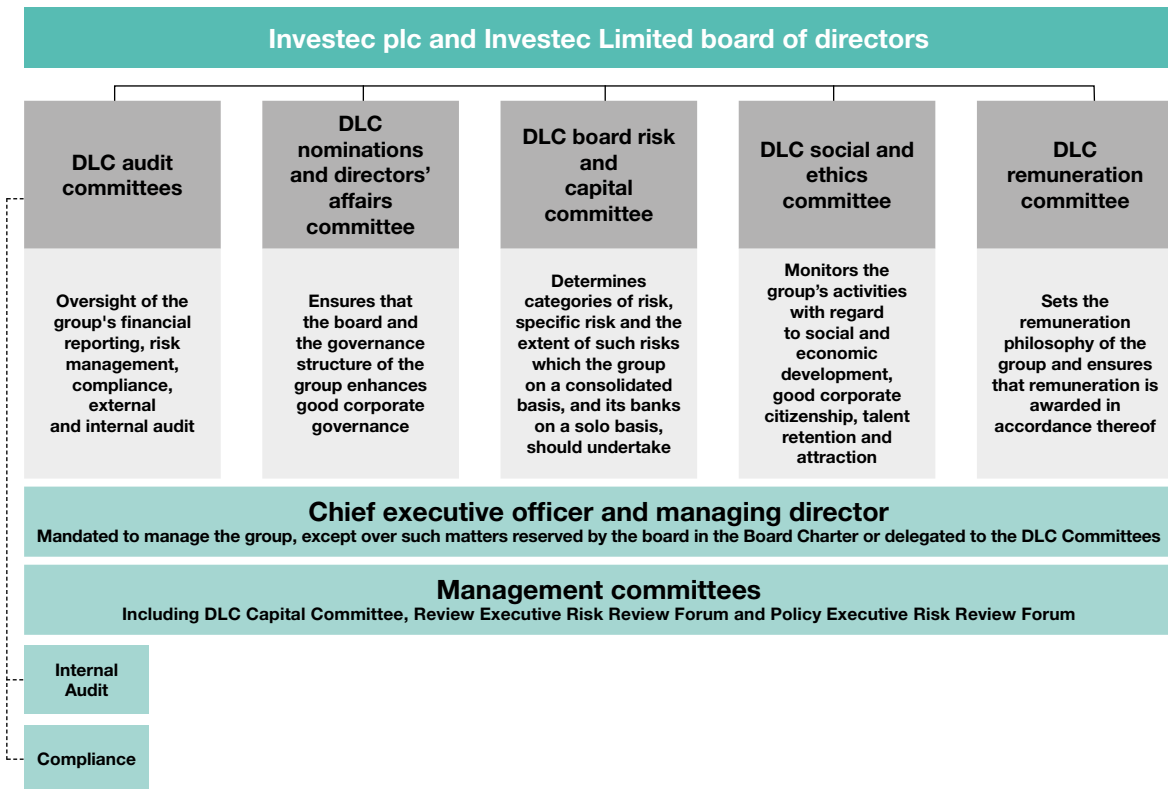 Investec plc and Investec Limited board of directors
DLC audit
committees
DLC
nominations
and directors’
affairs
committee
DLC board risk
and
capital
committee
DLC social and
ethics
committee
DLC
remuneration
committee
Oversight of the
group's financial
reporting, risk
management,
compliance,
external
and internal audit
Ensures that
the board and
the governance
structure of the
group enhances
good corporate
governance
Determines
categories of risk,
specific risk and the
extent of such risks
which the group
on a consolidated
basis, and its banks
on a solo basis,
should undertake
Monitors the
group’s activities
with regard
to social and
economic
development,
good corporate
citizenship, talent
retention and
attraction
Sets the
remuneration
philosophy of the
group and ensures
that remuneration is
awarded in
accordance thereof
Chief executive officer and managing director
Mandated to manage the group, except over such matters reserved by the board in the Board Charter or delegated to the DLC Committees
Management committees
Including DLC Capital Committee, Review Executive Risk Review Forum and Policy Executive Risk Review Forum
Internal
Audit
Compliance